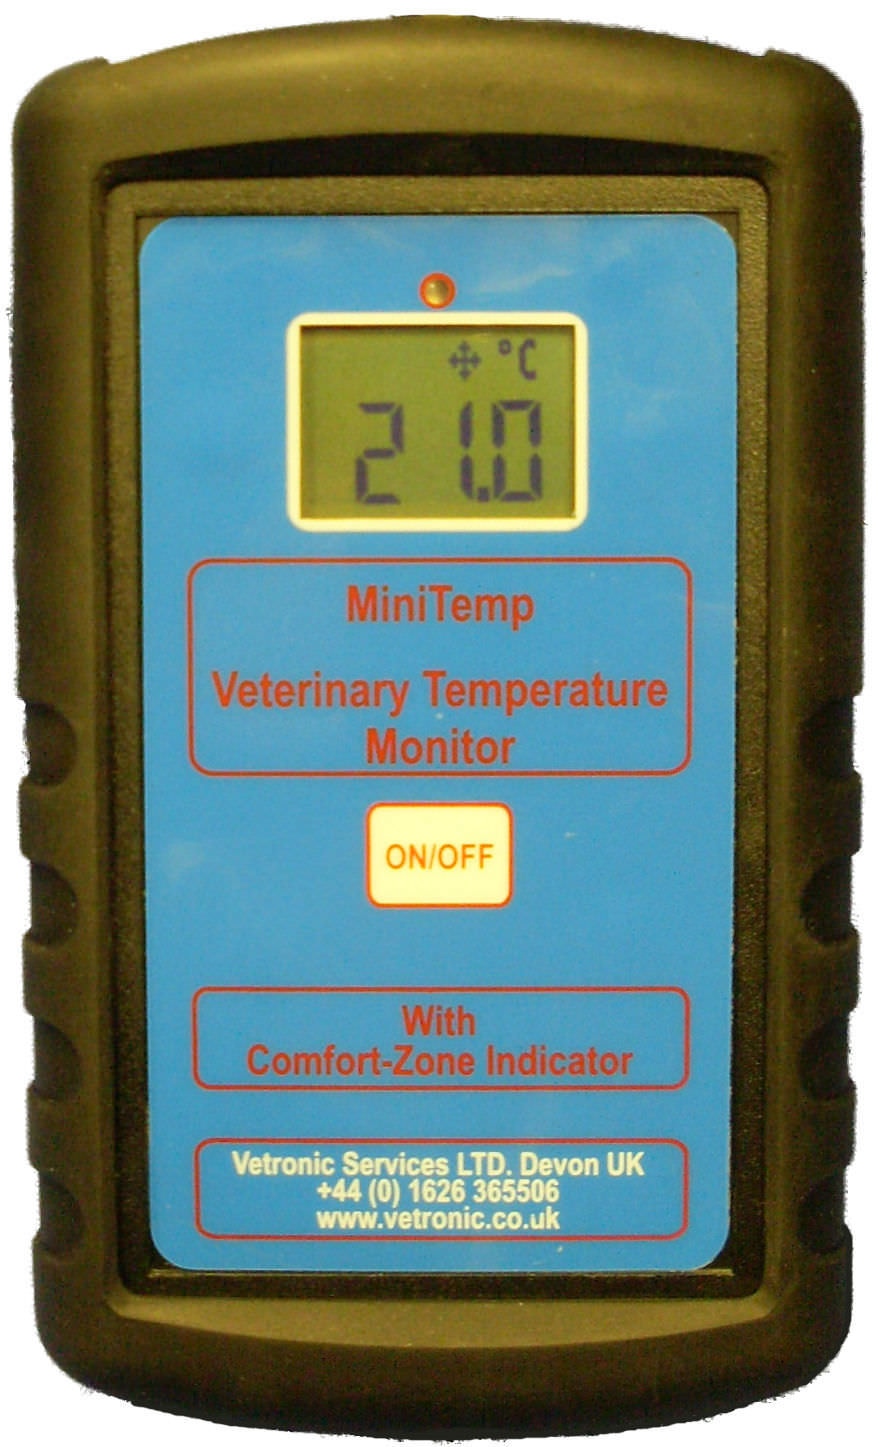 °C
21.0
MiniTemp
Veterinary Temperature
Monitor
ON/OFF
With
Comfort-Zone Indicator
Vetronic Services LTD. Devon UK
+44 (0) 1626 365506
www.vetronic.co.uk